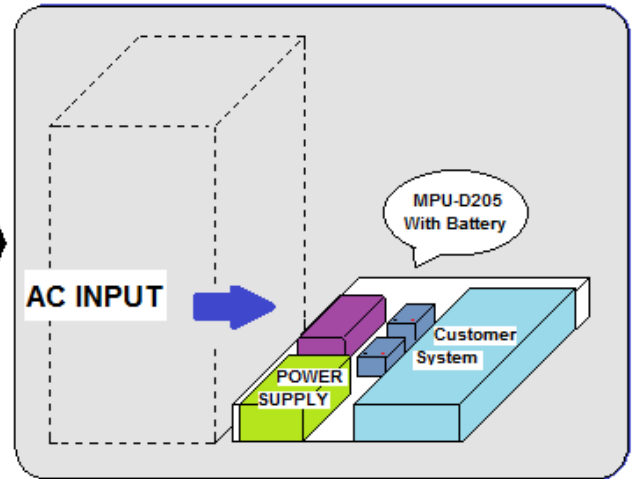 MPU-D205
With Battery
AC INPUT
Customer
System
POWER
SUPPLY